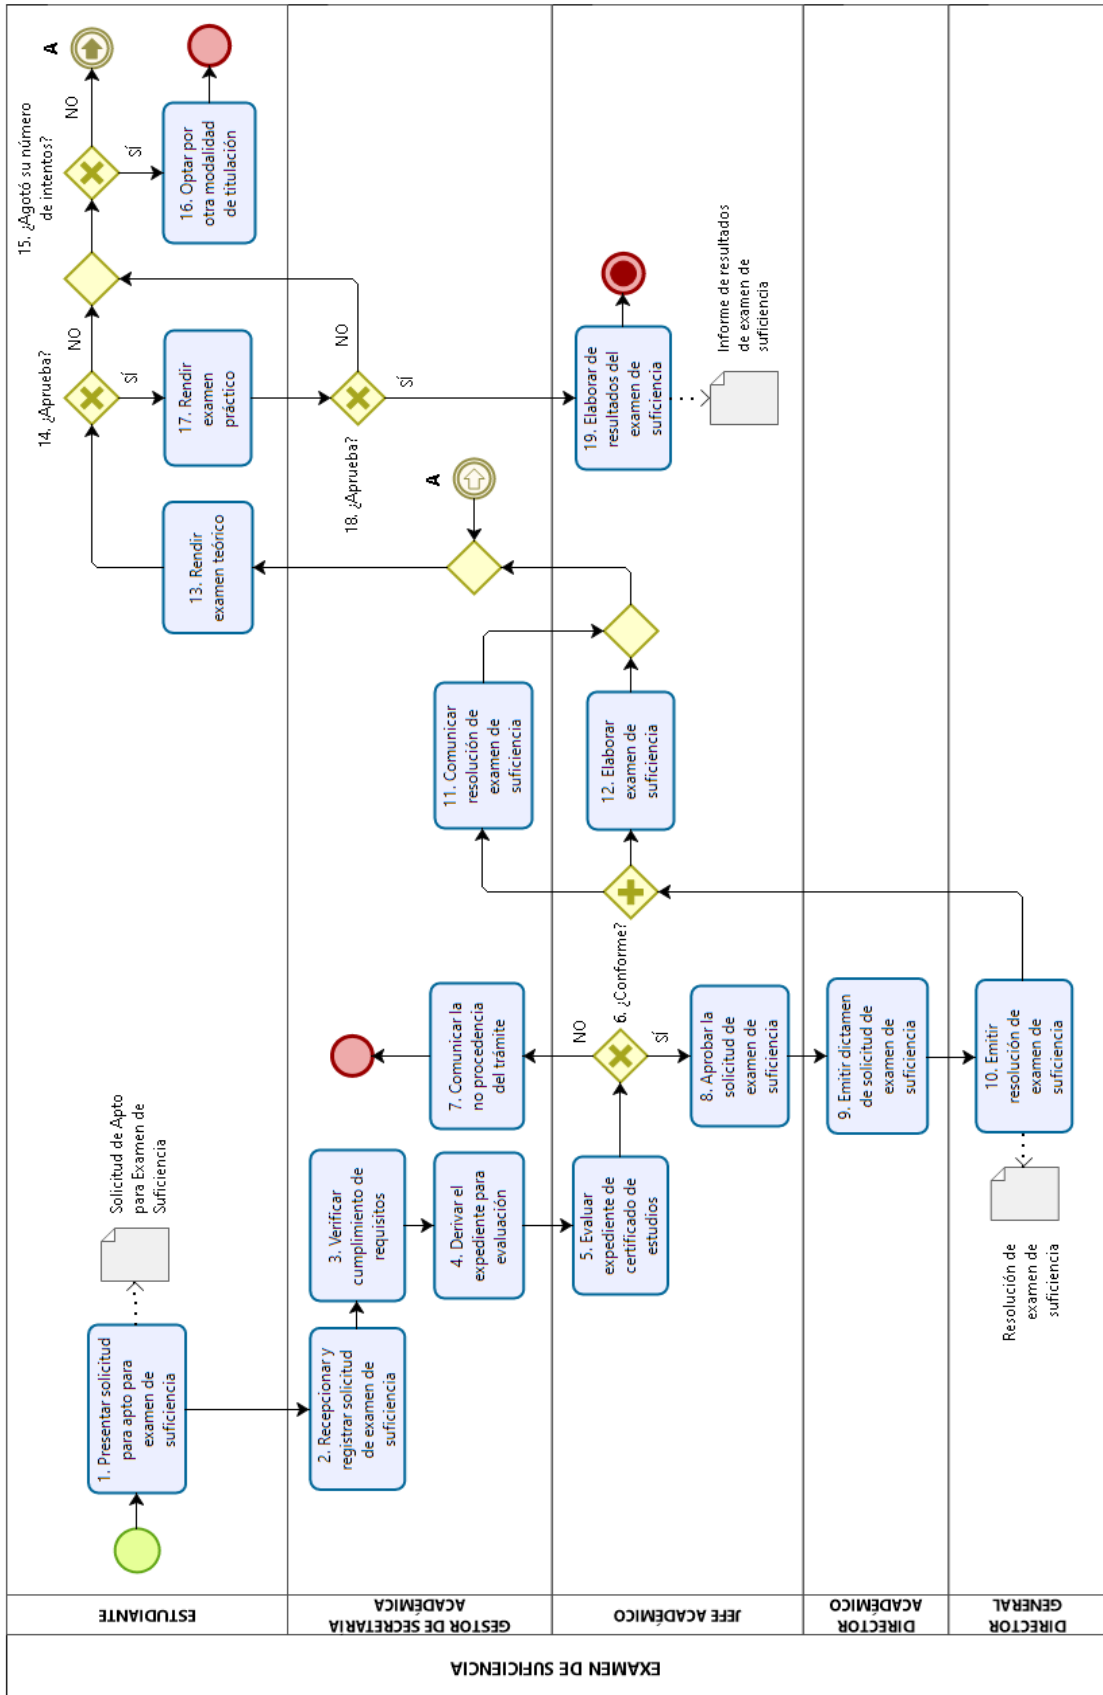 EXAMEN DE SUFICIENCIA
ESTUDIANTE
GESTOR DE SECRETARÍA
ACADÉMICA
JEFE ACADÉMICO
DIRECTOR
ACADÉMICO
DIRECTOR
GENERAL
1. Presentar solicitud
para apto para
examen de
suficiencia
Solicitud de Apto
para Examen de
Suficiencia
2. Recepcionar y
registrar solicitud
de examen de
suficiencia
3. Verificar
cumplimiento de
requisitos
4. Derivar el
expediente para
evaluación
5. Evaluar
expediente de
certificado de
estudios
6. ¿Conforme?
NO
SÍ
7. Comunicar la
no procedencia
del trámite
8. Aprobar la
solicitud de
examen de
suficiencia
9. Emitir dictamen
de solicitud de
examen de
suficiencia
10. Emitir
resolución de
examen de
suficiencia
Resolución de
examen de
suficiencia
11. Comunicar
resolución de
examen de
suficiencia
12. Elaborar
examen de
suficiencia
A
13. Rendir
examen teórico
14. ¿Aprueba?
NO
SÍ
15. ¿Agotó su número
de intentos?
NO
SÍ
A
16. Optar por
otra modalidad
de titulación
17. Rendir
examen
práctico
18. ¿Aprueba?
NO
SÍ
19. Elaborar de
resultados del
examen de
suficiencia
Informe de resultados
de examen de
suficiencia